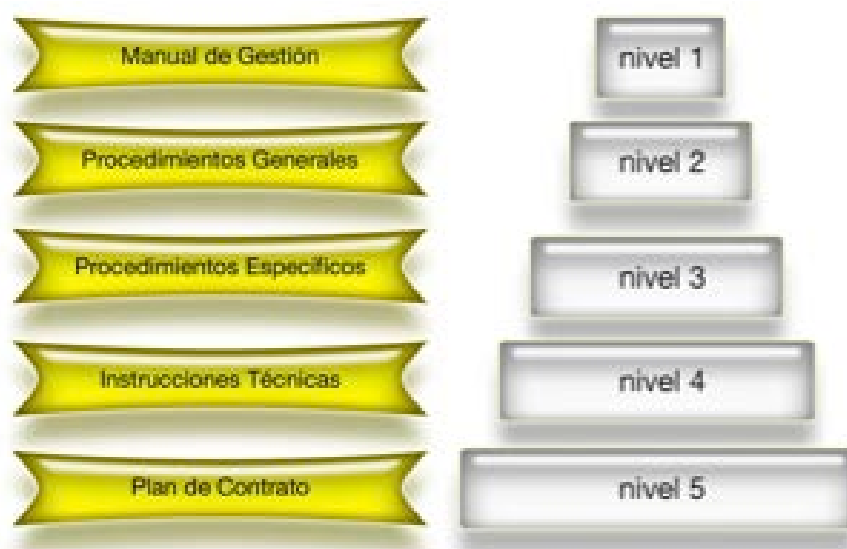 Manual de Gestión
nivel 1
Procedimientos Generales
nivel 2
Procedimientos Específicos
nivel 3
Instrucciones Técnicas
nivel 4
Plan de Contrato
nivel 5